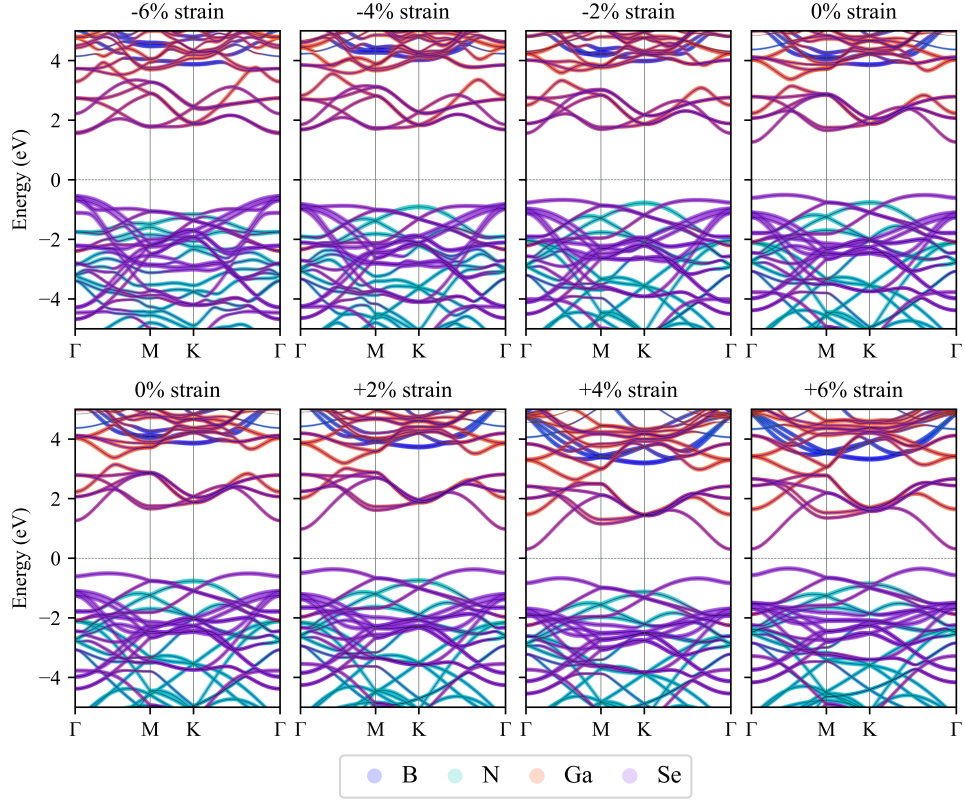 -6% strain
-4% strain
-2% strain
0% strain
Energy (eV)
4
2
0
−2
−4
Γ M K Γ
Γ M K Γ
Γ M K Γ
Γ M K Γ
0% strain
+2% strain
+4% strain
+6% strain
Energy (eV)
4
2
0
−2
−4
Γ M K Γ
Γ M K Γ
Γ M K Γ
Γ M K Γ
B N Ga Se